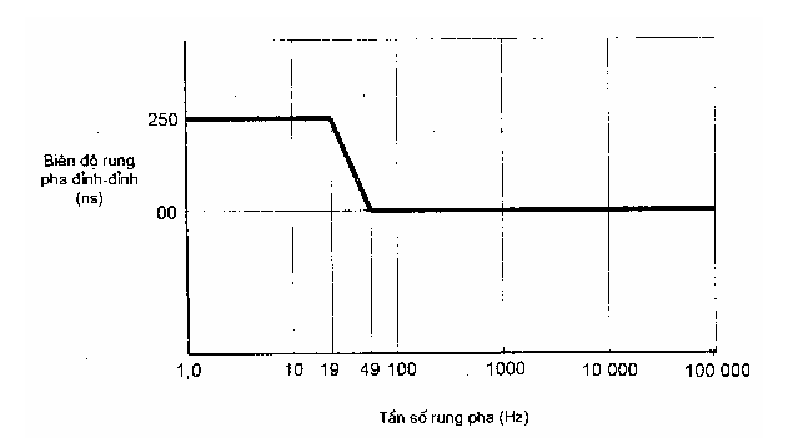 250
Biên độ rung
pha đỉnh-đỉnh
(ns)
00
1,0 10 19 49 100 1000 10 000 100 000
Tần số rung pha (Hz)